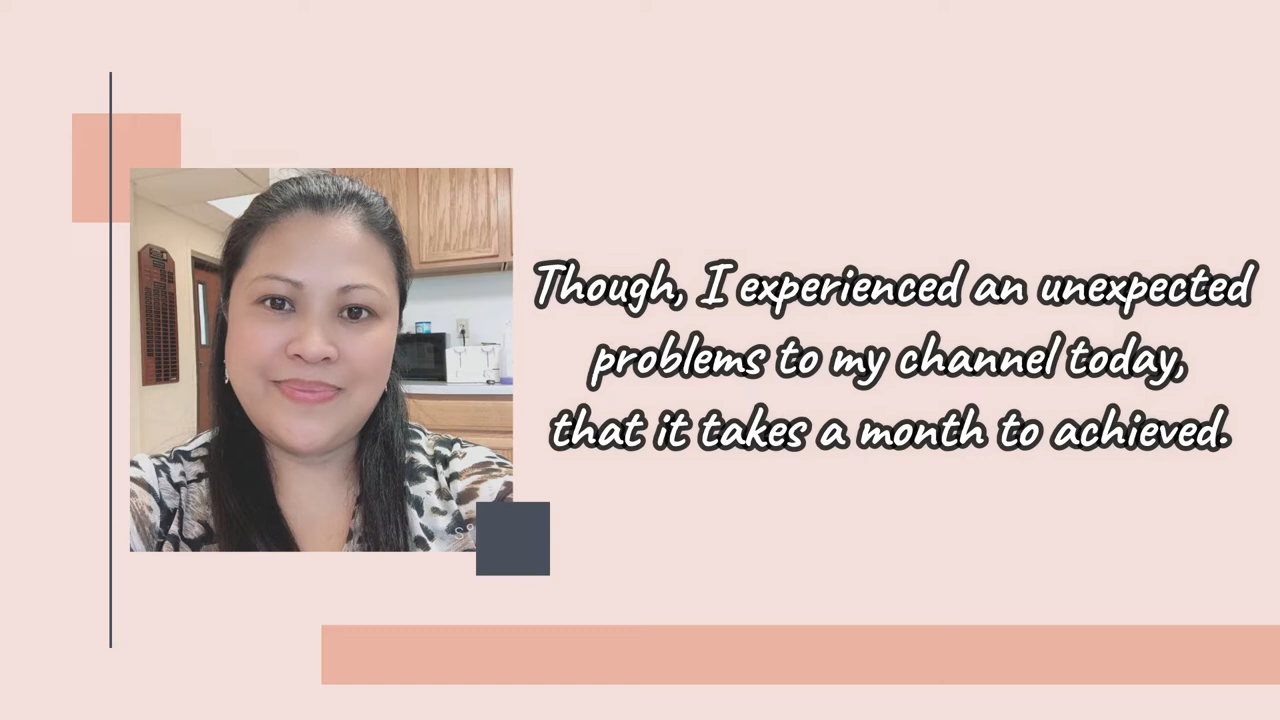 Though, I experienced an unexpected
problems to my channel today,
that it takes a month to achieved.